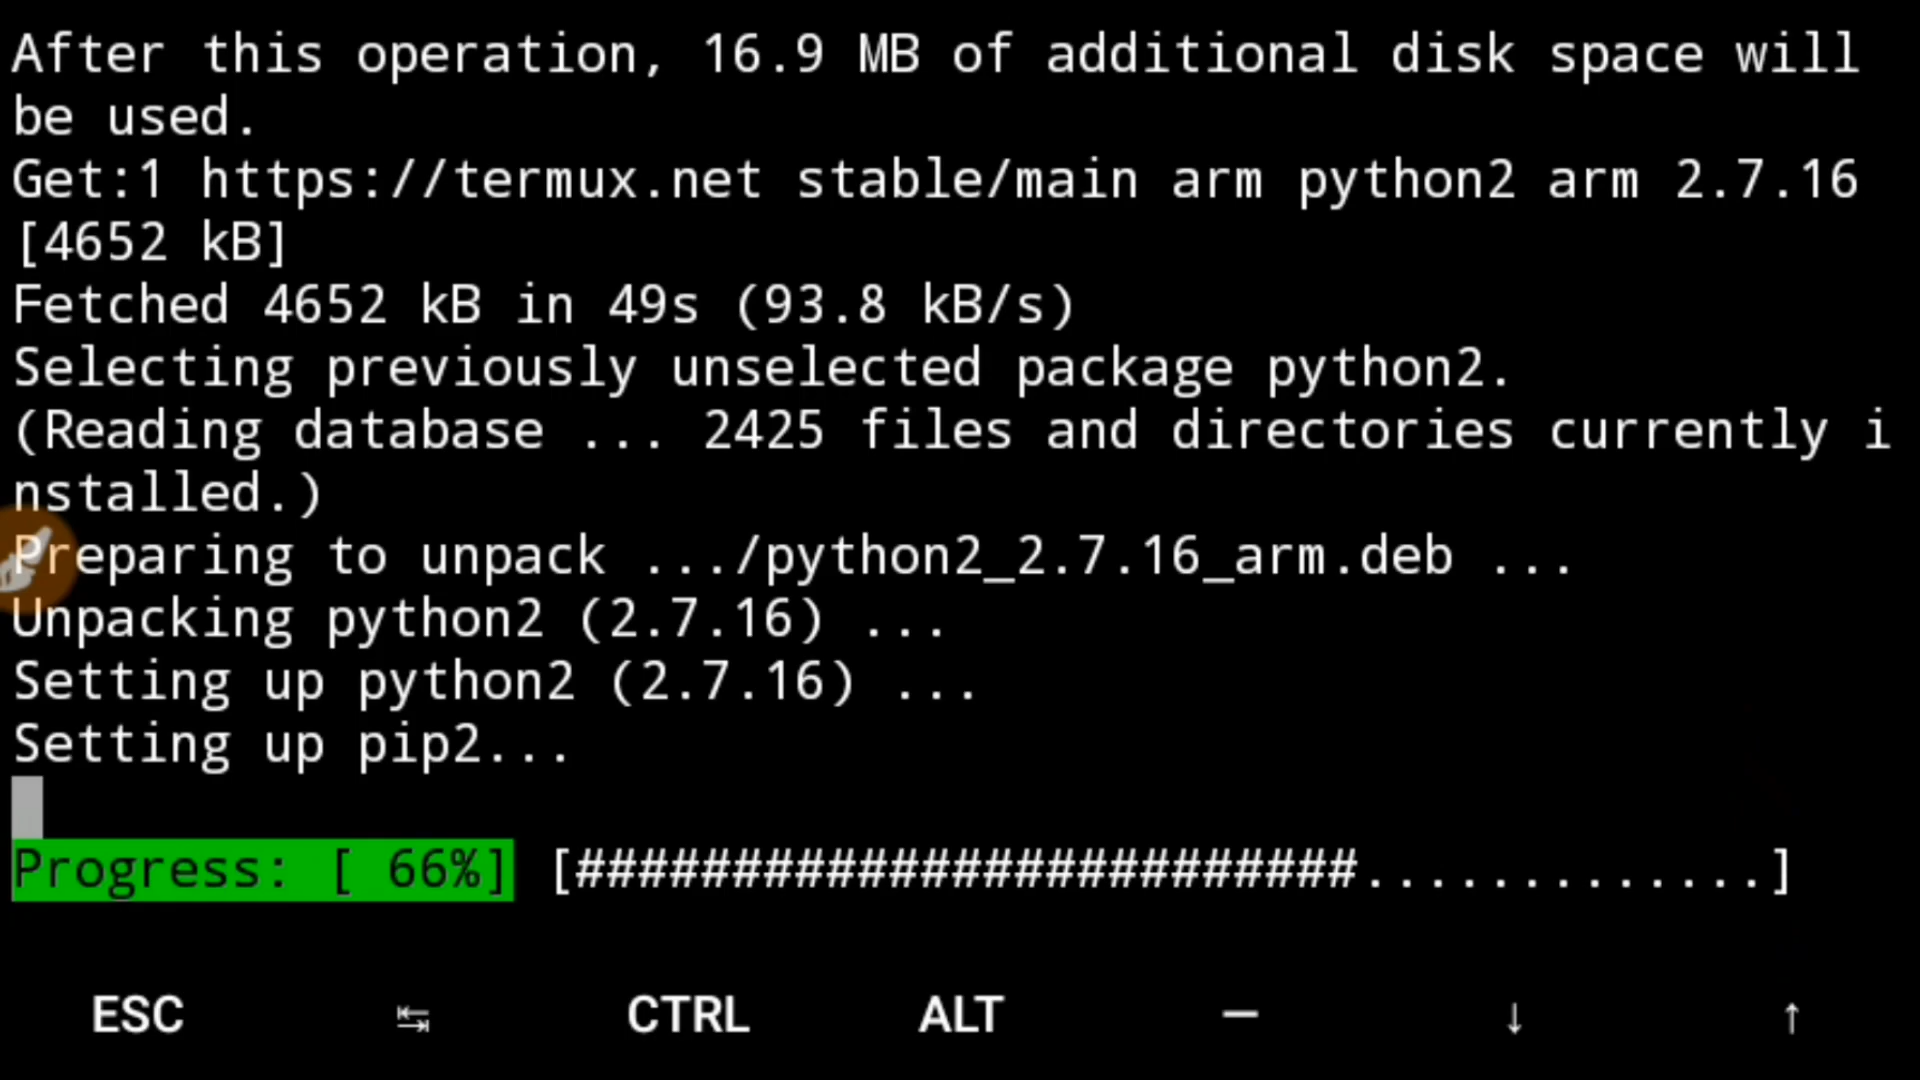 After this operation, 16.9 MB of additional disk space will
be used.
Get:1 https://termux.net stable/main arm python2 arm 2.7.16
[4652 kB]
Fetched 4652 kB in 49s (93.8 kB/s)
Selecting previously unselected package python2.
(Reading database ... 2425 files and directories currently i
nstalled.)
Preparing to unpack .../python2_2.7.16_arm.deb ...
Unpacking python2 (2.7.16) ...
Setting up python2 (2.7.16) ...
Setting up pip2...
Progress: [ 66%] [#########################.............]
ESC ↹ CTRL ALT — ↓ ↑